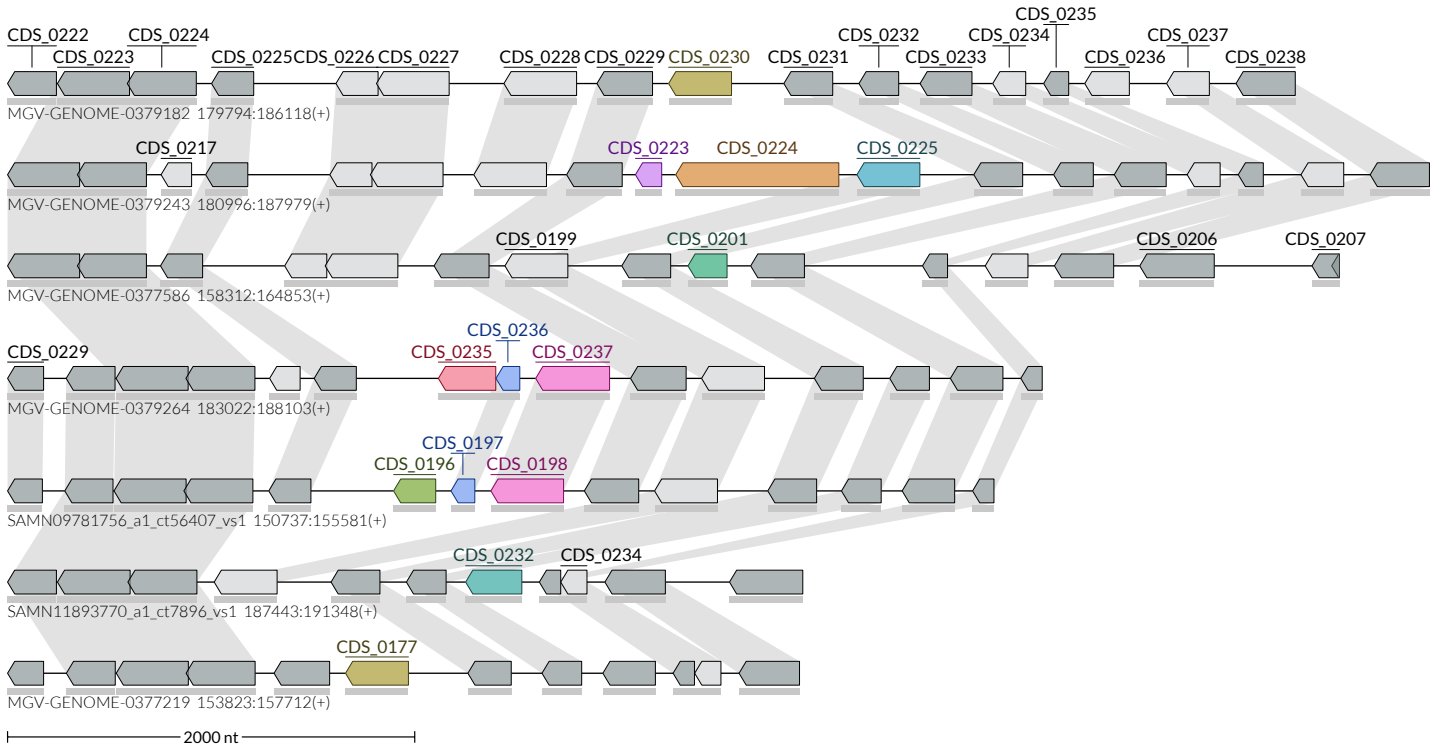 CDS_0235
CDS_0222 CDS_0224 CDS_0232 CDS_0234 CDS_0237
CDS_0223 CDS_0225 CDS_0226 CDS_0227 CDS_0228 CDS_0229 CDS_0230 CDS_0231 CDS_0233 CDS_0236 CDS_0238
MGV-GENOME-0379182 179794:186118(+)
CDS_0217 CDS_0223 CDS_0224 CDS_0225
MGV-GENOME-0379243 180996:187979(+)
CDS_0199 CDS_0201 CDS_0206 CDS_0207
MGV-GENOME-0377586 158312:164853(+)
CDS_0236
CDS_0229 CDS_0235 CDS_0237
MGV-GENOME-0379264 183022:188103(+)
CDS_0197
CDS_0196 CDS_0198
SAMN09781756_a1_ct56407_vs1 150737:155581(+)
CDS_0232 CDS_0234
SAMN11893770_a1_ct7896_vs1 187443:191348(+)
CDS_0177
MGV-GENOME-0377219 153823:157712(+)
2000 nt